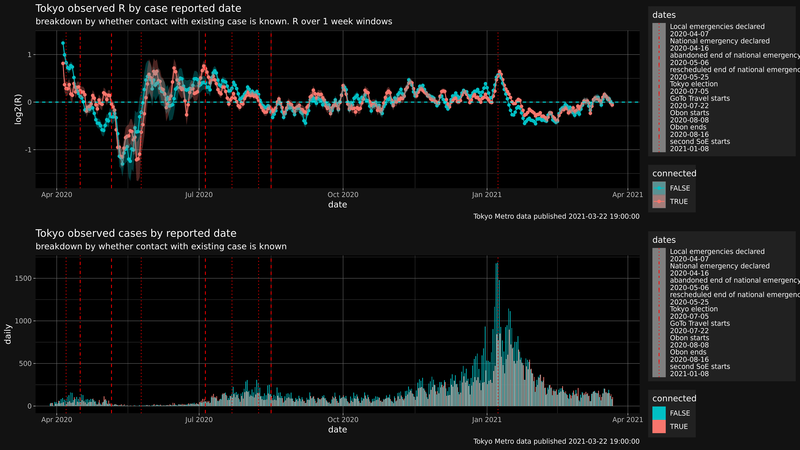 Tokyo observed R by case reported date
breakdown by whether contact with existing case is known. R over 1 week windows
log2(R)
1
0
-1
Apr 2020
Jul 2020
Oct 2020
Jan 2021
Apr 2021
date
Tokyo Metro data published 2021-03-22 19:00:00
dates
Local emergencies declared
2020-04-07
National emergency declared
2020-04-16
abandoned end of national emergency
2020-05-06
rescheduled end of national emergenc
2020-05-25
Tokyo election
2020-07-05
GoTo Travel starts
2020-07-22
Obon starts
2020-08-08
Obon ends
2020-08-16
second SoE starts
2021-01-08
connected
FALSE
TRUE
Tokyo observed cases by reported date
breakdown by whether contact with existing case is known
daily
1500
1000
500
0
Apr 2020
Jul 2020
Oct 2020
Jan 2021
Apr 2021
date
Tokyo Metro data published 2021-03-22 19:00:00
dates
Local emergencies declared
2020-04-07
National emergency declared
2020-04-16
abandoned end of national emergency
2020-05-06
rescheduled end of national emergenc
2020-05-25
Tokyo election
2020-07-05
GoTo Travel starts
2020-07-22
Obon starts
2020-08-08
Obon ends
2020-08-16
second SoE starts
2021-01-08
connected
FALSE
TRUE